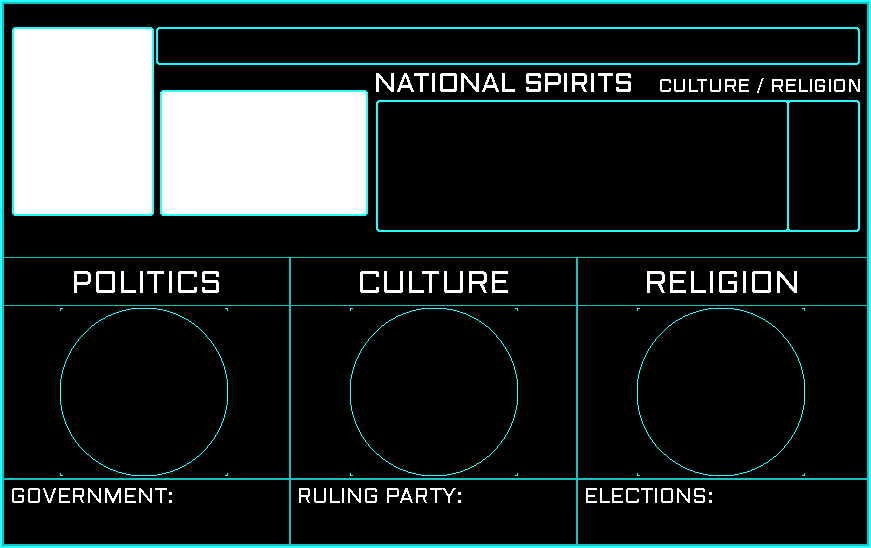 NATIONAL SPIRITS
CULTURE / RELIGION
POLITICS
CULTURE
RELIGION
GOVERNMENT:
RULING PARTY:
ELECTIONS: